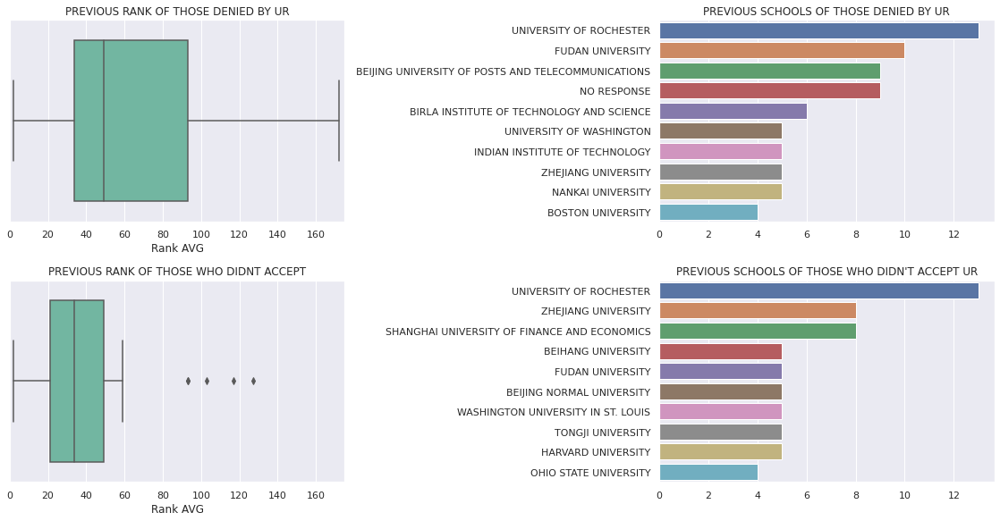 PREVIOUS RANK OF THOSE DENIED BY UR
0 20 40 60 80 100 120 140 160
Rank AVG
PREVIOUS SCHOOLS OF THOSE DENIED BY UR
UNIVERSITY OF ROCHESTER
FUDAN UNIVERSITY
BEIJING UNIVERSITY OF POSTS AND TELECOMMUNICATIONS
NO RESPONSE
BIRLA INSTITUTE OF TECHNOLOGY AND SCIENCE
UNIVERSITY OF WASHINGTON
INDIAN INSTITUTE OF TECHNOLOGY
ZHEJIANG UNIVERSITY
NANKAI UNIVERSITY
BOSTON UNIVERSITY
0 2 4 6 8 10 12
PREVIOUS RANK OF THOSE WHO DIDNT ACCEPT
0 20 40 60 80 100 120 140 160
Rank AVG
PREVIOUS SCHOOLS OF THOSE WHO DIDN'T ACCEPT UR
UNIVERSITY OF ROCHESTER
ZHEJIANG UNIVERSITY
SHANGHAI UNIVERSITY OF FINANCE AND ECONOMICS
BEIHANG UNIVERSITY
FUDAN UNIVERSITY
BEIJING NORMAL UNIVERSITY
WASHINGTON UNIVERSITY IN ST. LOUIS
TONGJI UNIVERSITY
HARVARD UNIVERSITY
OHIO STATE UNIVERSITY
0 2 4 6 8 10 12